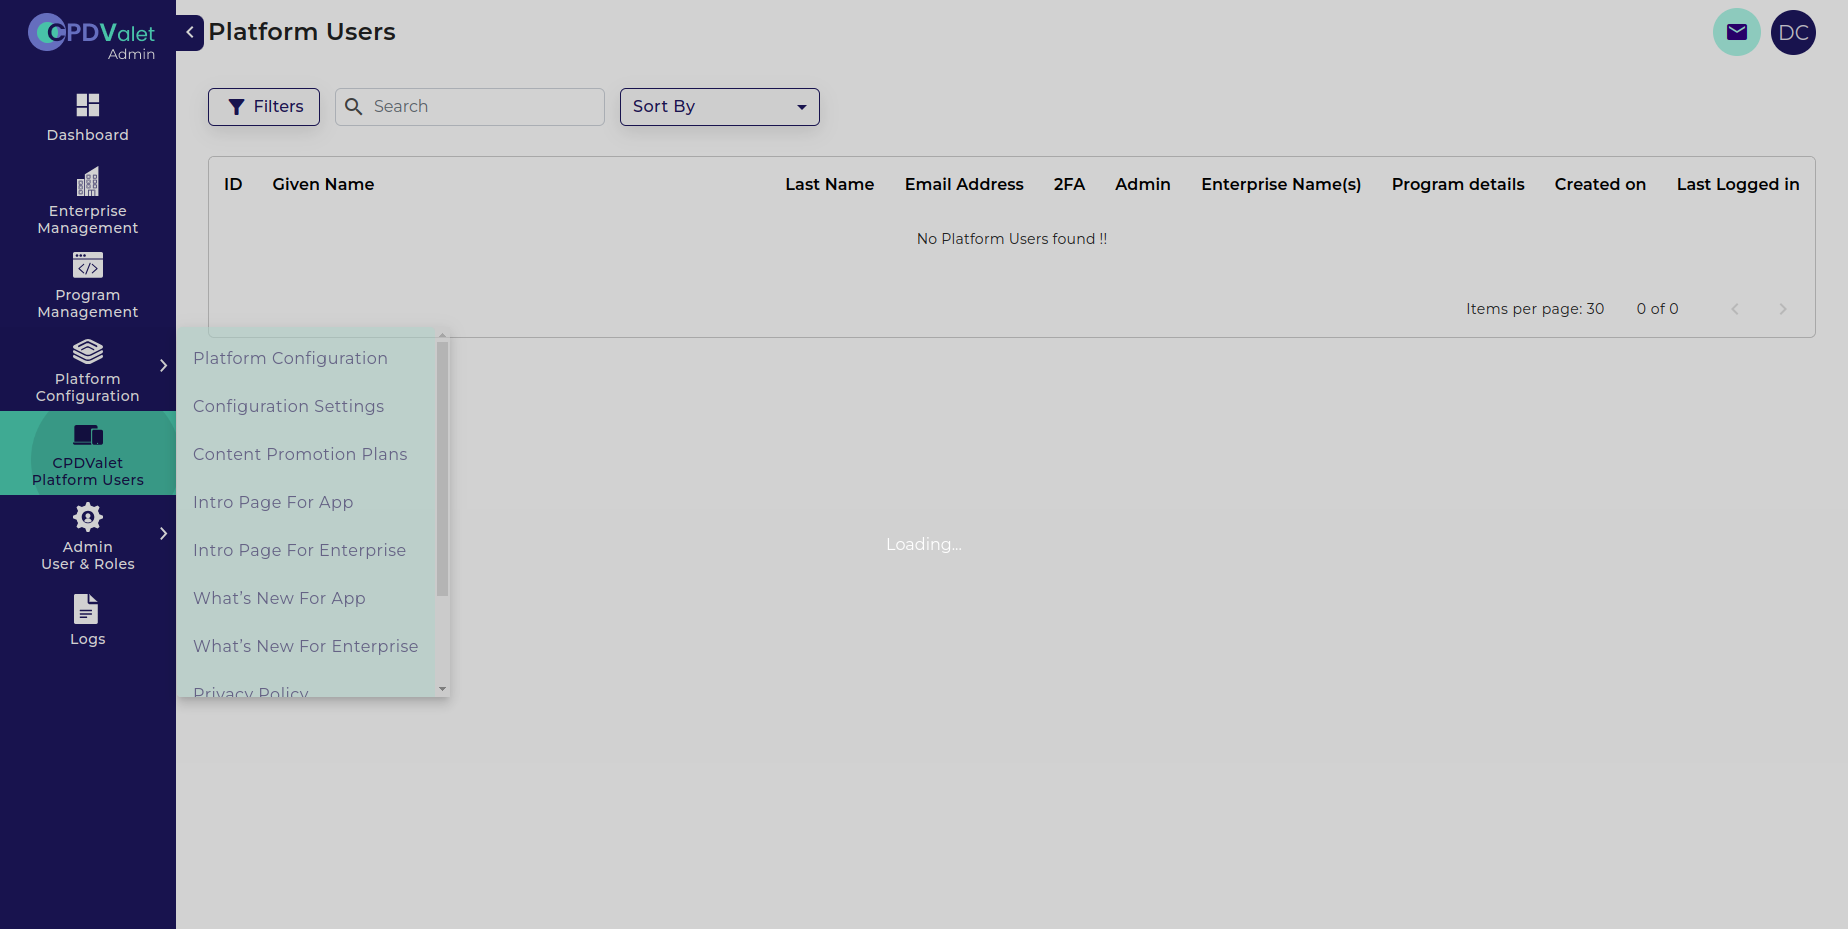 CPDValet
Admin
Platform Users
DC
Filters
Search
Sort By
Dashboard
Enterprise
Management
Program
Management
Platform
Configuration
CPDValet
Platform Users
Admin
User & Roles
Logs
ID Given Name Last Name Email Address 2FA Admin Enterprise Name(s) Program details Created on Last Logged in
No Platform Users found !!
Items per page: 30 0 of 0
Platform Configuration
Configuration Settings
Content Promotion Plans
Intro Page For App
Intro Page For Enterprise
What’s New For App
What’s New For Enterprise
Privacy Policy
Loading...